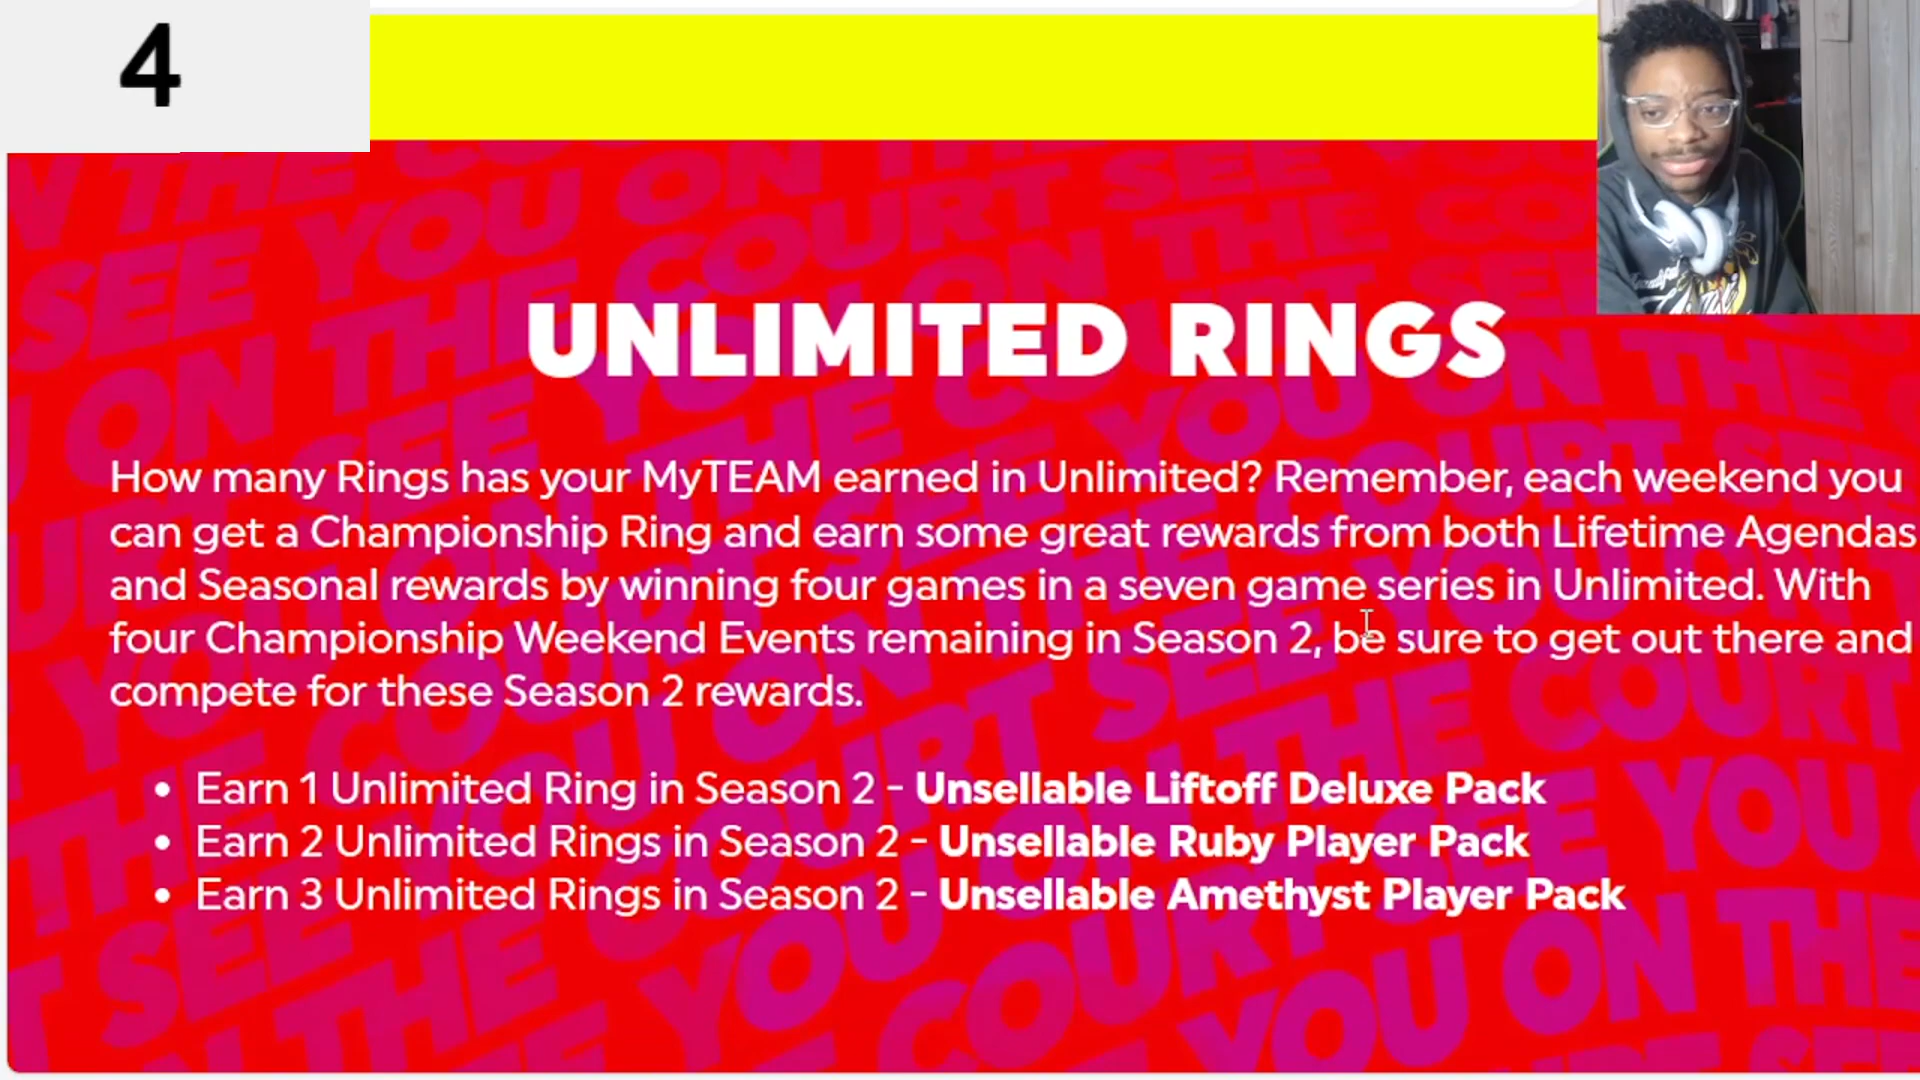 4
UNLIMITED RINGS
How many Rings has your MyTEAM earned in Unlimited? Remember, each weekend you
can get a Championship Ring and earn some great rewards from both Lifetime Agendas
and Seasonal rewards by winning four games in a seven game series in Unlimited. With
four Championship Weekend Events remaining in Season 2, be sure to get out there and
compete for these Season 2 rewards.
• Earn 1 Unlimited Ring in Season 2 - Unsellable Liftoff Deluxe Pack
• Earn 2 Unlimited Rings in Season 2 - Unsellable Ruby Player Pack
• Earn 3 Unlimited Rings in Season 2 - Unsellable Amethyst Player Pack